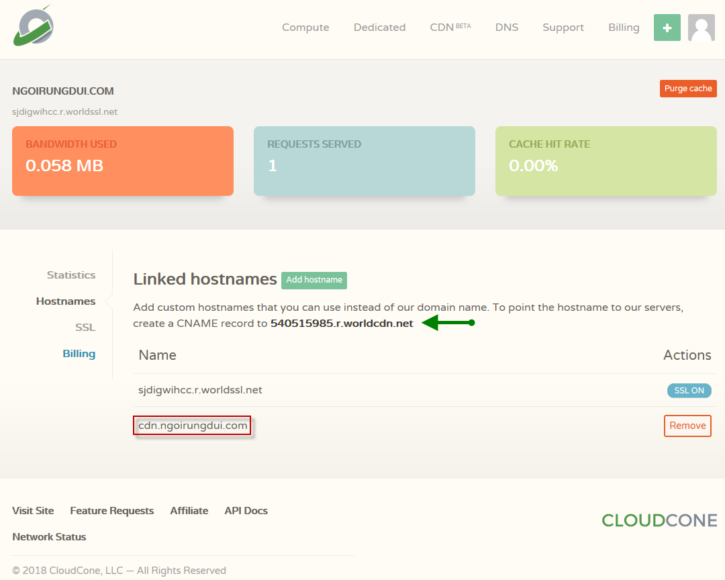 Compute Dedicated CDN BETA DNS Support Billing +
NGOIRUNGDUI.COM
Purge cache
sjdigwihcc.r.worldssl.net
BANDWIDTH USED
0.058 MB
REQUESTS SERVED
1
CACHE HIT RATE
0.00%
Statistics
Hostnames
SSL
Billing
Linked hostnames Add hostname
Add custom hostnames that you can use instead of our domain name. To point the hostname to our servers,
create a CNAME record to 540515985.r.worldcdn.net
Name Actions
sjdigwihcc.r.worldssl.net SSL ON
cdn.ngoirungdui.com Remove
Visit Site Feature Requests Affiliate API Docs
Network Status
CLOUDCONE
© 2018 CloudCone, LLC — All Rights Reserved